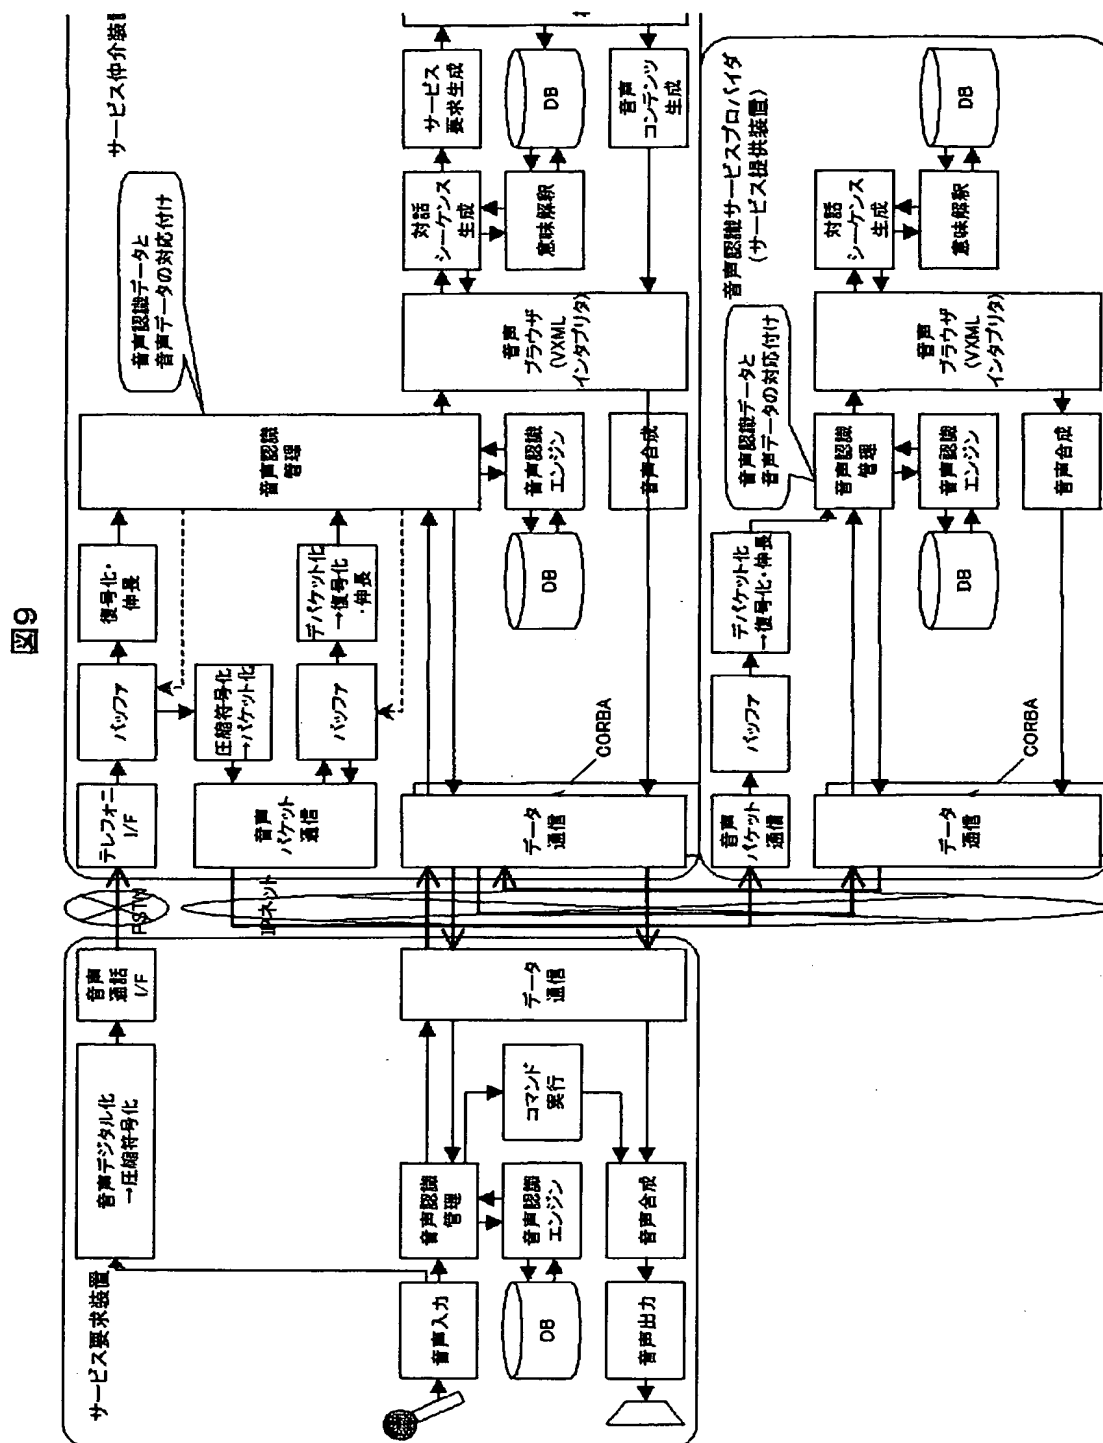 図9
サービス要求装置
音声入力
音声デジタル化
→圧縮符号化
音声
通話
I/F
音声認識
管理
音声認識
エンジン
DB
コマンド
実行
音声合成
音声出力
データ
通信
PSTN
IPネット
サービス仲介装置
テレフォニ
I/F
バッファ
復号化・
伸長
圧縮符号化
→パケット化
音声
パケット
通信
バッファ
デパケット化
→復号化
・伸長
音声認識データと
音声データの対応付け
音声認識
管理
音声認識
エンジン
DB
音声合成
データ
通信
CORBA
音声
ブラウザ
(VXML
インタプリタ)
対話
シーケンス
生成
意味解釈
サービス
要求生成
DB
音声
コンテンツ
生成
音声認識サービスプロバイダ
(サービス提供装置)
音声
パケット
通信
バッファ
デパケット化
→復号化・伸長
音声認識データと
音声データの対応付け
音声認識
管理
音声認識
エンジン
DB
音声合成
データ
通信
CORBA
音声
ブラウザ
(VXML
インタプリタ)
対話
シーケンス
生成
意味解釈
DB